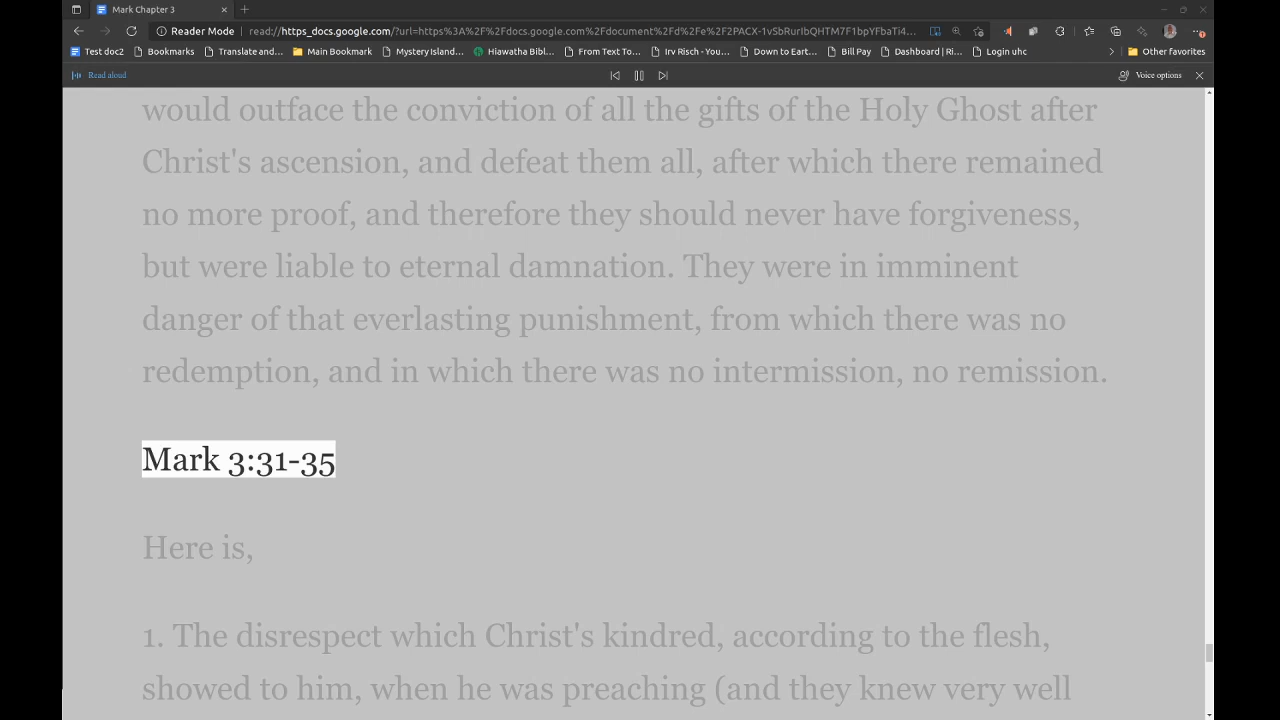 Mark Chapter 3
Reader Mode
read://https_docs.google.com/?url=https%3A%2F%2Fdocs.google.com%2Fdocument%2Fd%2Fe%2F2PACX-1vSbRurIbQHTM7F1bpYFbaTi4...
Test doc2
Bookmarks
Translate and...
Main Bookmark
Mystery Island...
Hiawatha Bibl...
From Text To...
Irv Risch - You...
Down to Eart...
Bill Pay
Dashboard | Ri...
Login uhc
Other favorites
Read aloud
Voice options
would outface the conviction of all the gifts of the Holy Ghost after
Christ's ascension, and defeat them all, after which there remained
no more proof, and therefore they should never have forgiveness,
but were liable to eternal damnation. They were in imminent
danger of that everlasting punishment, from which there was no
redemption, and in which there was no intermission, no remission.
Mark 3:31-35
Here is,
1. The disrespect which Christ's kindred, according to the flesh,
showed to him, when he was preaching (and they knew very well